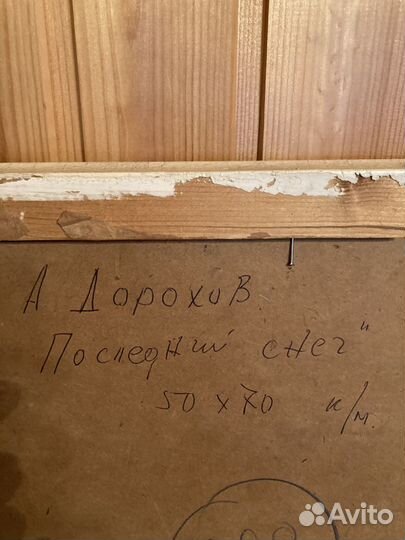 А Дорохов
Последний снег"
50 х 70 к/м.
Avito